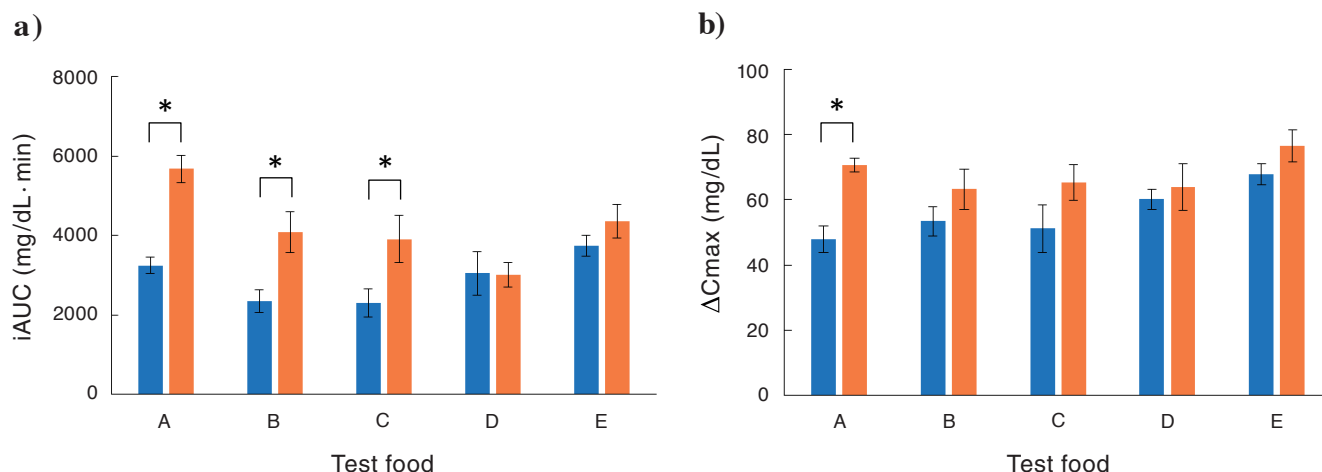 a)
iAUC (mg/dL·min)
8000
6000
4000
2000
0
*
*
*
A B C D E
Test food
b)
ΔCmax (mg/dL)
100
80
60
40
20
0
*
A B C D E
Test food